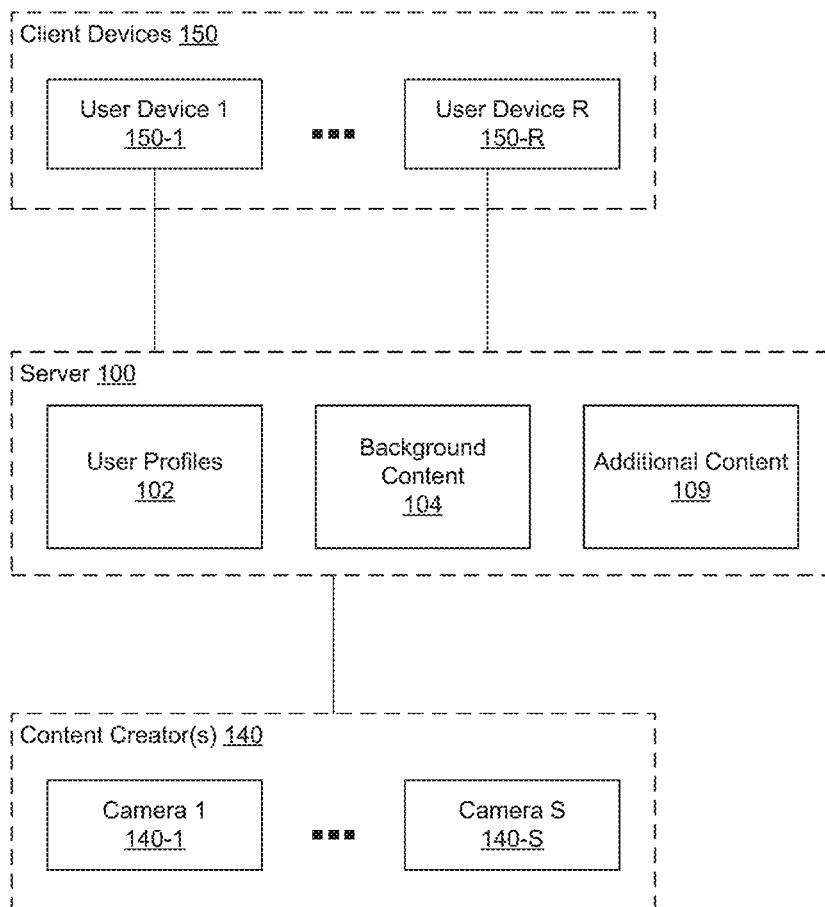 Client Devices 150
User Device 1
150-1
User Device R
150-R
Server 100
User Profiles
102
Background
Content
104
Additional Content
109
Content Creator(s) 140
Camera 1
140-1
Camera S
140-S